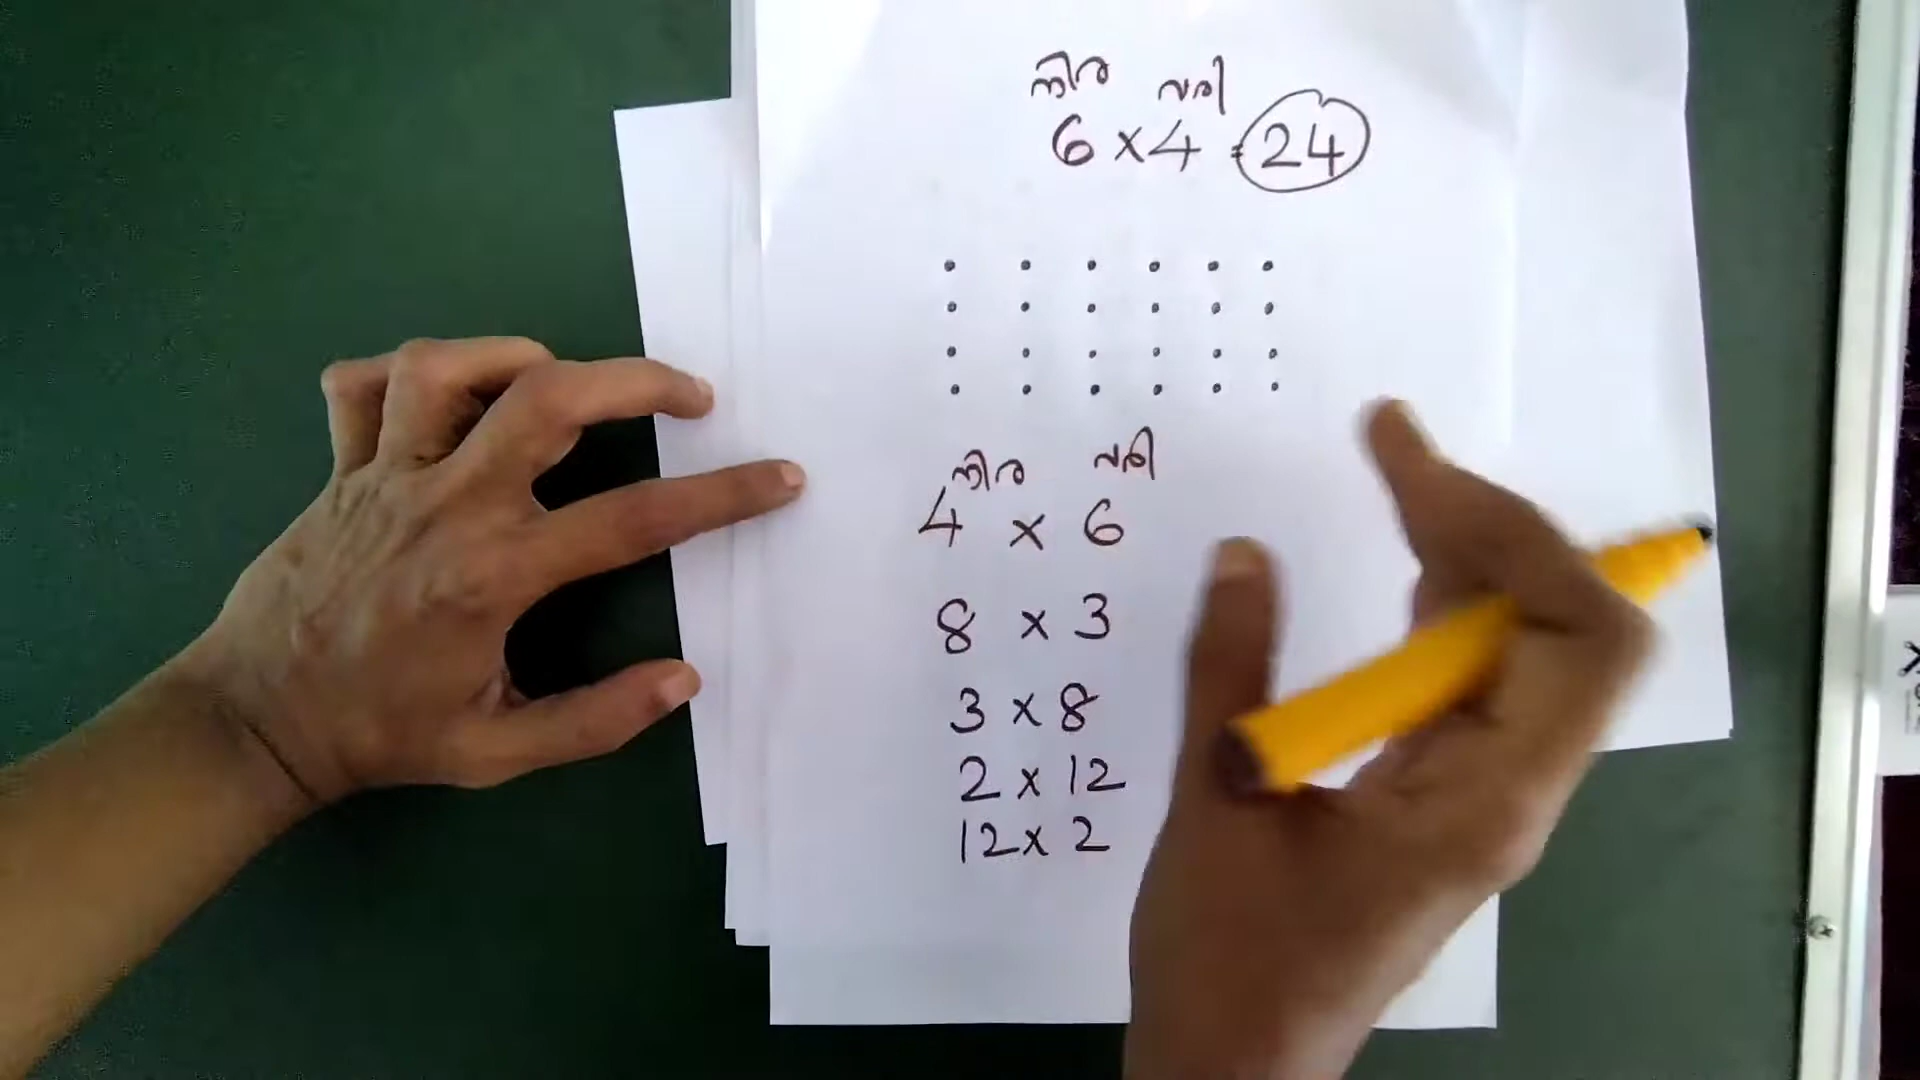 നിര വരി
6 × 4 = 24
നിര വരി
4 × 6
8 × 3
3 × 8
2 × 12
12 × 2